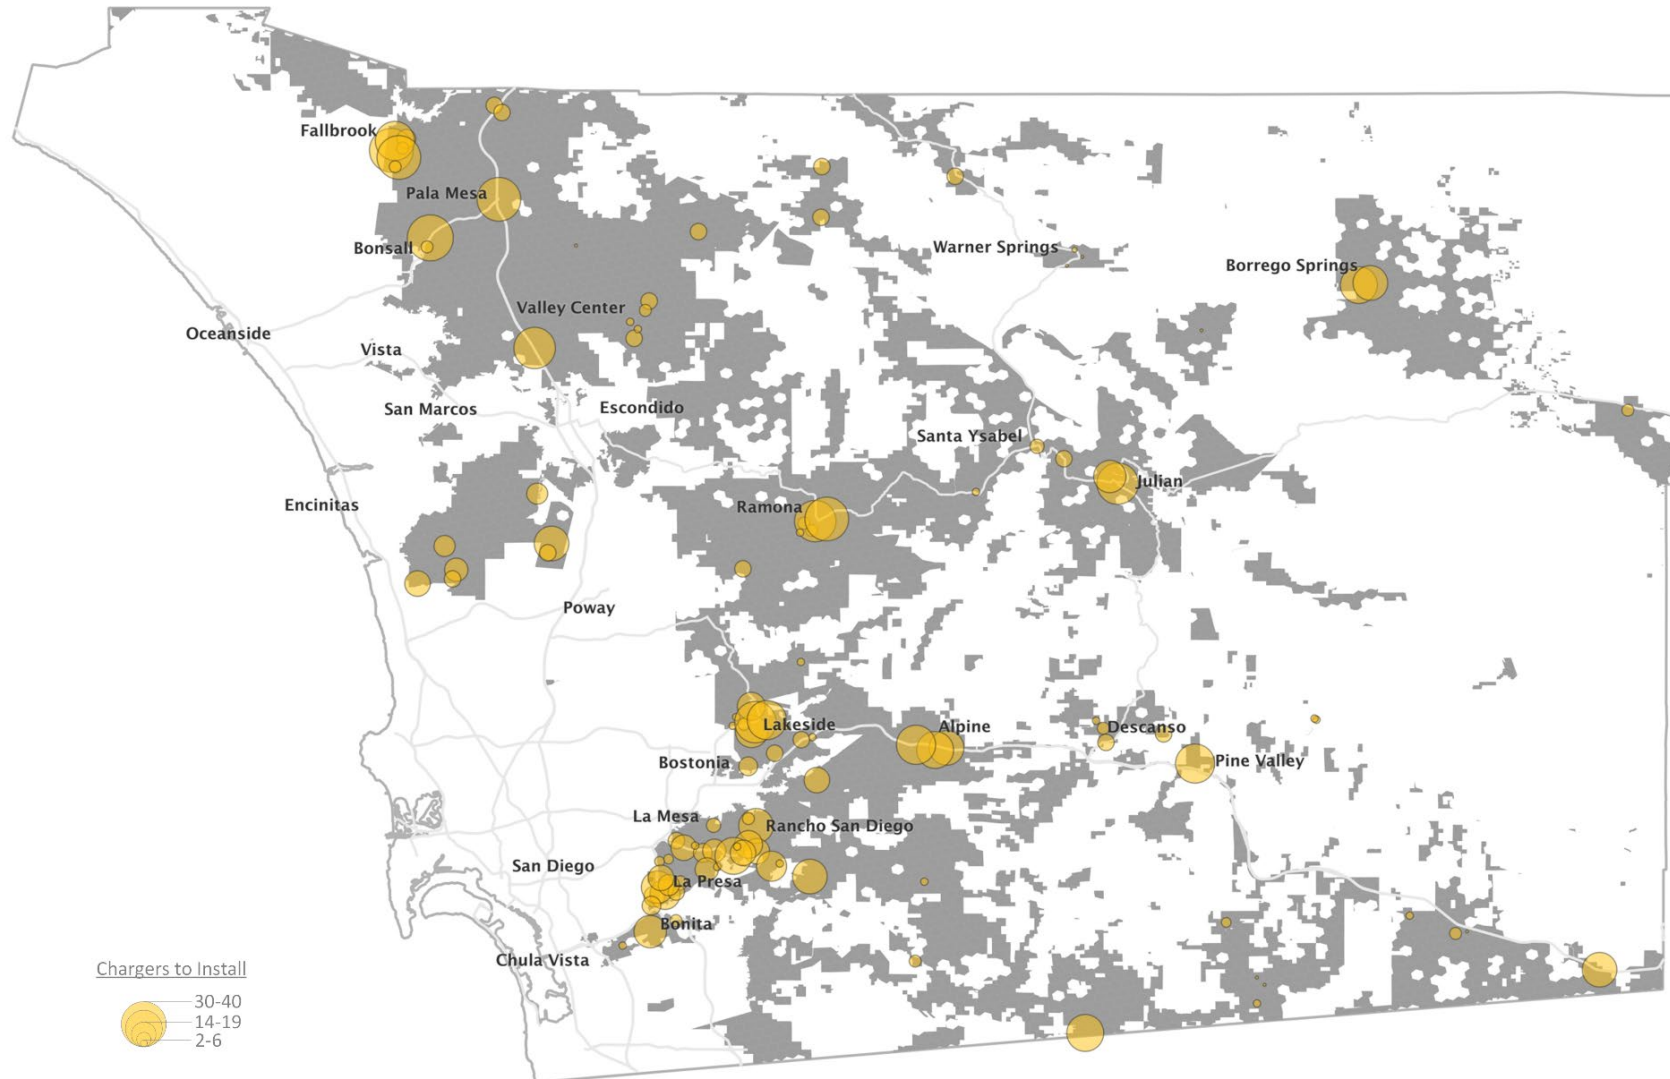 Fallbrook
Pala Mesa
Bonsall
Warner Springs
Borrego Springs
Valley Center
Oceanside
Vista
San Marcos
Escondido
Santa Ysabel
Julian
Encinitas
Ramona
Poway
Lakeside
Alpine
Descanso
Bostonia
Pine Valley
La Mesa
Rancho San Diego
San Diego
La Presa
Bonita
Chula Vista
Chargers to Install
30-40
14-19
2-6